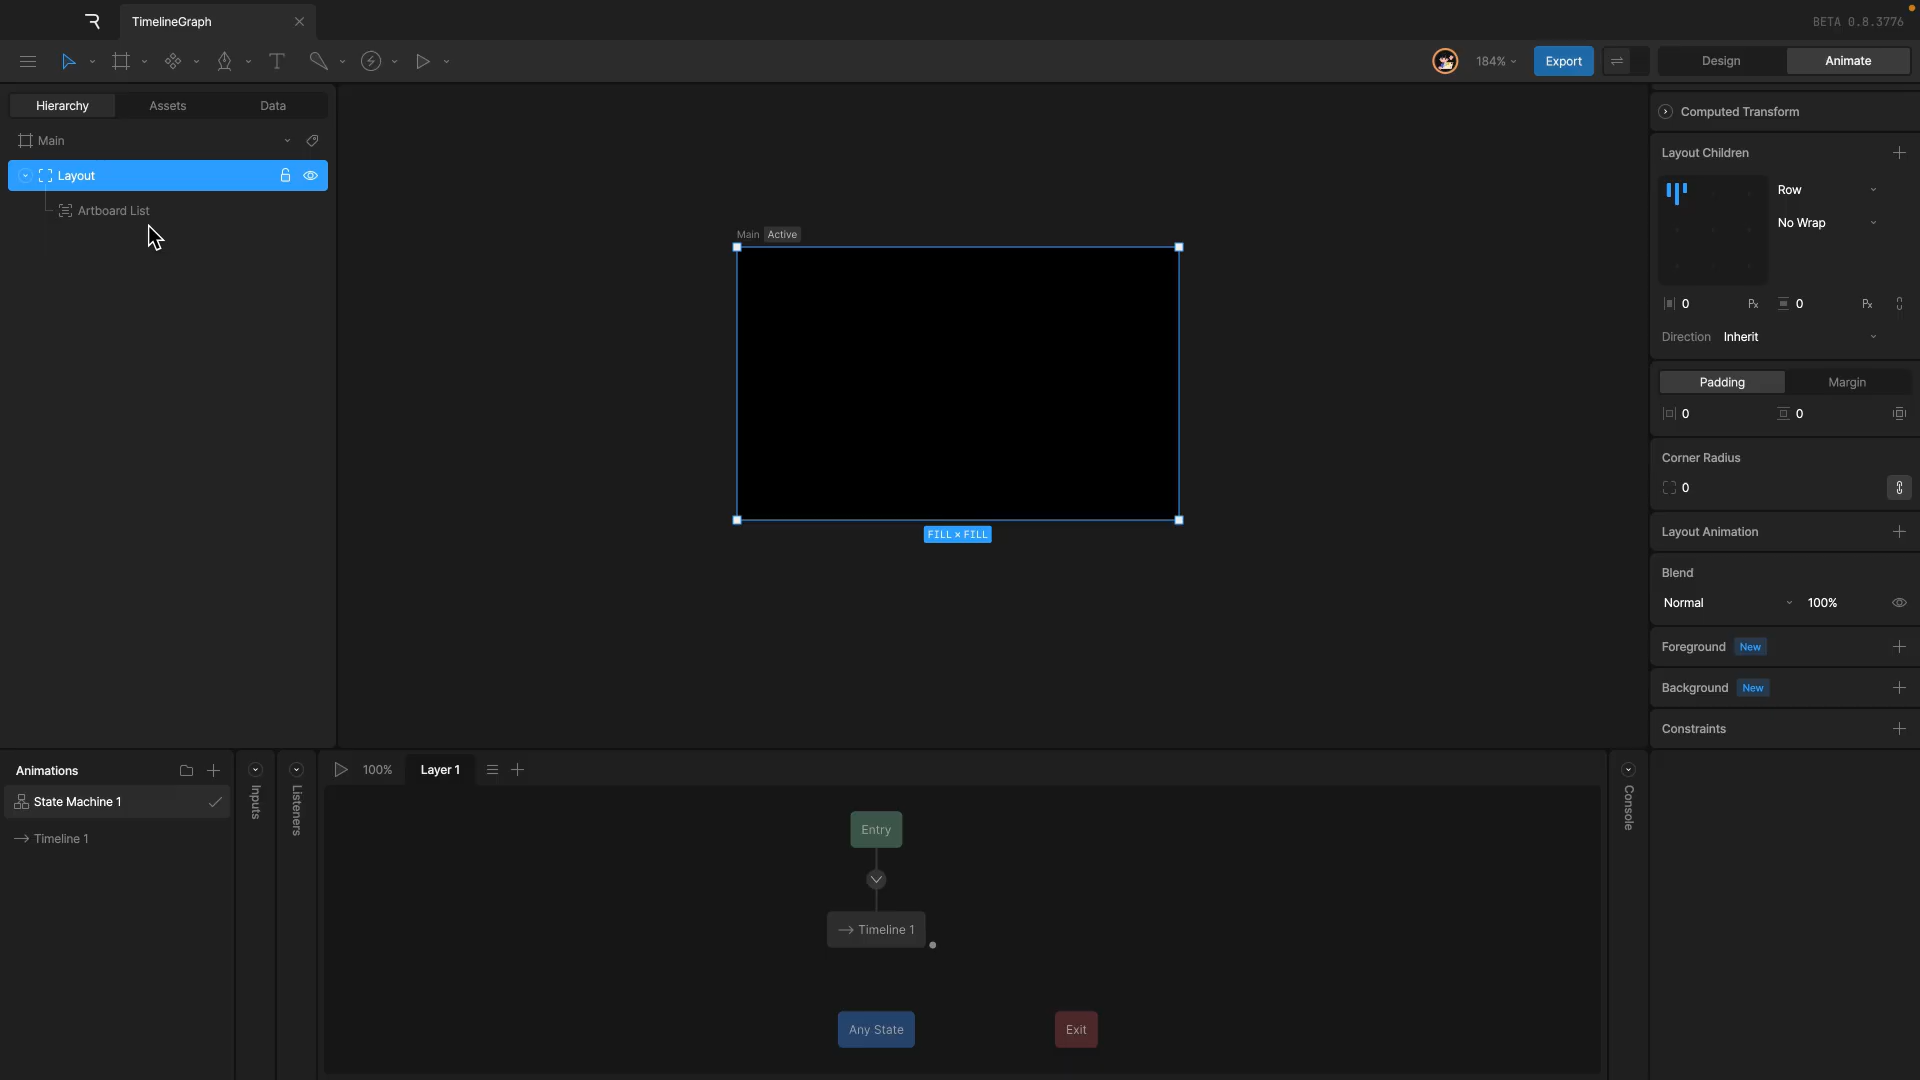 TimelineGraph
BETA 0.8.3776
184%
Export
Design
Animate
Hierarchy
Assets
Data
Main
Layout
Artboard List
Main
Active
FILL × FILL
Computed Transform
Layout Children
Row
No Wrap
0 Px
0 Px
Direction Inherit
Padding
Margin
0
0
Corner Radius
0
Layout Animation
Blend
Normal
100%
Foreground New
Background New
Constraints
Animations
State Machine 1
Timeline 1
Inputs
Listeners
100%
Layer 1
Entry
Timeline 1
Any State
Exit
Console